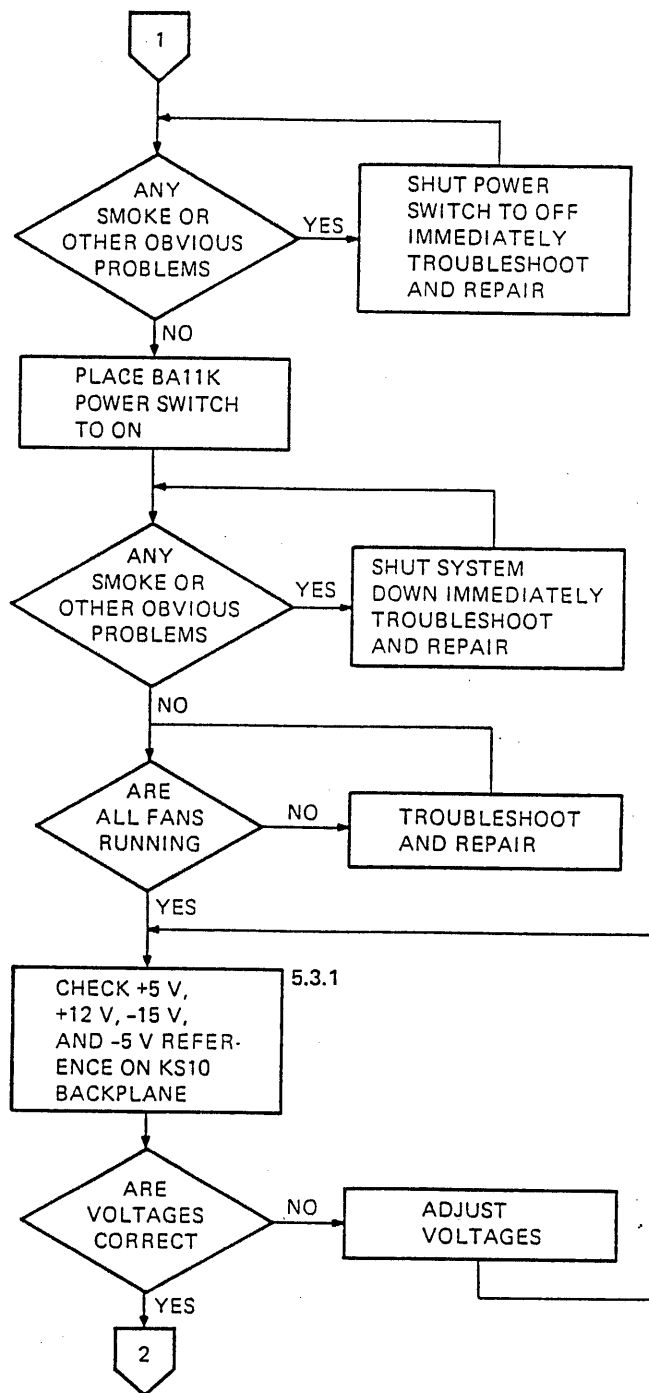 1
ANY
SMOKE OR
OTHER OBVIOUS
PROBLEMS
YES
SHUT POWER
SWITCH TO OFF
IMMEDIATELY
TROUBLESHOOT
AND REPAIR
NO
PLACE BA11K
POWER SWITCH
TO ON
ANY
SMOKE OR
OTHER OBVIOUS
PROBLEMS
YES
SHUT SYSTEM
DOWN IMMEDIATELY
TROUBLESHOOT
AND REPAIR
NO
ARE
ALL FANS
RUNNING
NO
TROUBLESHOOT
AND REPAIR
YES
5.3.1
CHECK +5 V,
+12 V, -15 V,
AND -5 V REFER-
ENCE ON KS10
BACKPLANE
ARE
VOLTAGES
CORRECT
NO
ADJUST
VOLTAGES
YES
2